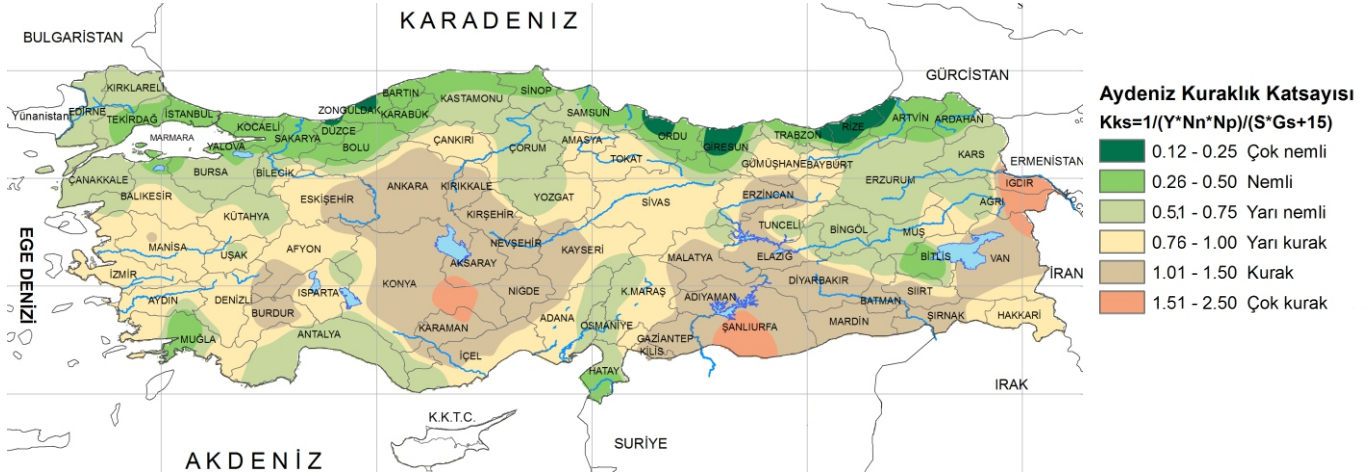 KARADENIZ
BULGARİSTAN
GÜRCİSTAN
KIRKLARELİ
EDİRNE
Yünanistan
TEKİRDAĞ
İSTANBUL
MARMARA
KOCAELİ
YALOVA
SAKARYA
ZONGULDAK
DÜZCE
BOLU
BARTIN
KARABÜK
KASTAMONU
SİNOP
SAMSUN
ORDU
GİRESUN
TRABZON
RİZE
ARTVİN
ARDAHAN
ÇANAKKALE
BALIKESİR
BURSA
BİLECİK
ÇANKIRI
ÇORUM
AMASYA
TOKAT
GÜMÜŞHANE
BAYBÜRT
KARS
ERMENİSTAN
IGDIR
KÜTAHYA
ESKİŞEHİR
ANKARA
KIRIKKALE
KIRŞEHİR
YOZGAT
SİVAS
ERZİNCAN
ERZURUM
AĞRI
EGE DENİZİ
MANİSA
UŞAK
AFYON
NEVŞEHİR
KAYSERİ
AKSARAY
TUNCELİ
BİNGÖL
MUŞ
BİTLİS
VAN
İRAN
İZMİR
AYDIN
DENİZLİ
ISPARTA
BURDUR
KONYA
NIGDE
MALATYA
ELAZIĞ
DİYARBAKIR
SIIRT
BATMAN
MUĞLA
ANTALYA
KARAMAN
İÇEL
ADANA
K.MARAŞ
OSMANİYE
ADIYAMAN
GAZİANTEP
KİLİS
ŞANLIURFA
MARDİN
ŞIRNAK
HAKKARİ
HATAY
K.K.T.C.
SURİYE
IRAK
AKDENİZ
Aydeniz Kuraklık Katsayısı
Kks=1/(Y*Nn*Np)/(S*Gs+15)
0.12 - 0.25 Çok nemli
0.26 - 0.50 Nemli
0.51 - 0.75 Yarı nemli
0.76 - 1.00 Yarı kurak
1.01 - 1.50 Kurak
1.51 - 2.50 Çok kurak